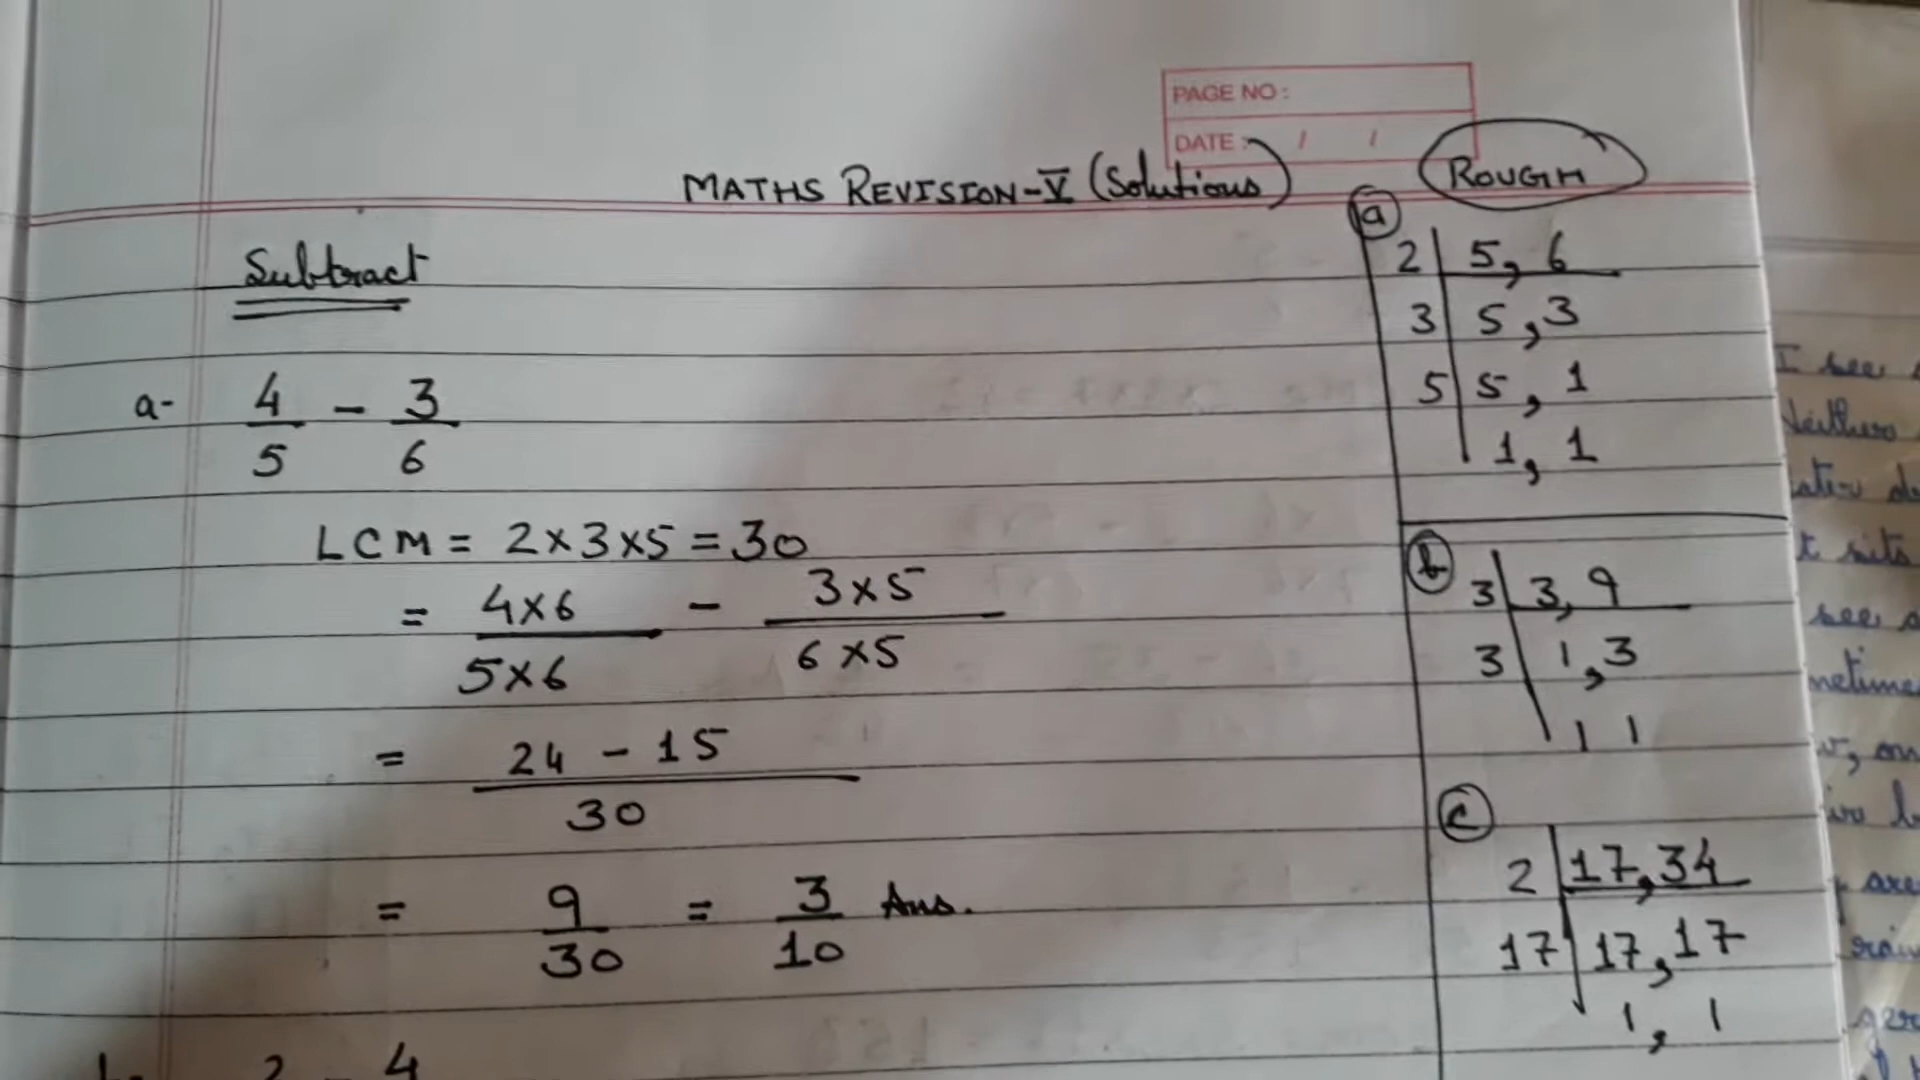 PAGE NO :
DATE : / /
MATHS REVISION-V (Solutions)
ROUGH
Subtract
a- 4/5 - 3/6
LCM = 2×3×5 = 30
= 4×6/5×6 - 3×5/6×5
= 24 - 15/30
= 9/30 = 3/10 Ans.
a
2 | 5, 6
3 | 5, 3
5 | 5, 1
1, 1
b
3 | 3, 9
3 | 1, 3
1 1
c
2 | 17, 34
17 | 17, 17
1, 1
I see
see
are